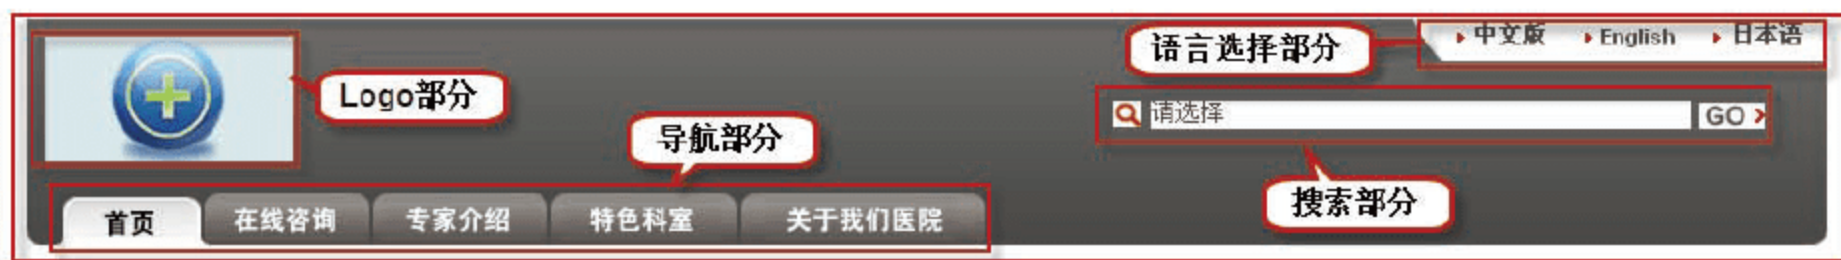 语言选择部分
中文版 English 日本语
Logo部分
请选择 GO
导航部分
搜索部分
首页 在线咨询 专家介绍 特色科室 关于我们医院